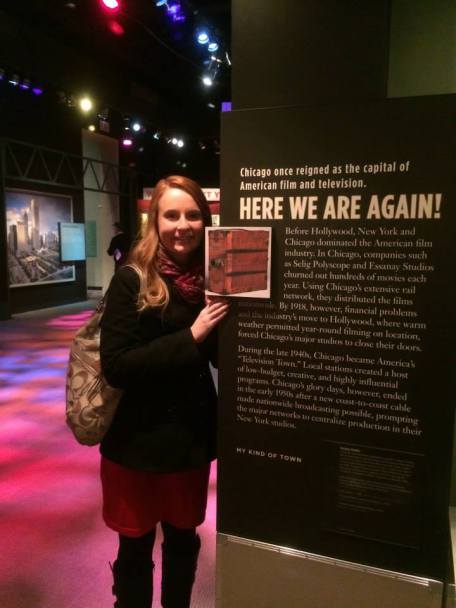 Chicago once reigned as the capital of
American film and television.
HERE WE ARE AGAIN!
Before Hollywood, New York and
Chicago dominated the American film
industry. In Chicago, companies such
as Selig Polyscope and Essanay Studios
churned out hundreds of movies each
year. Using Chicago's extensive rail
network, they distributed the films
nationwide. By 1918, however, financial problems
and the industry's move to Hollywood, where warm
weather permitted year-round filming on location,
forced Chicago's major studios to close their doors.
During the late 1940s, Chicago became America's
"Television Town." Local stations created a host
of low-budget, creative, and highly influential
programs. Chicago's glory days, however, ended
in the early 1950s after a new coast-to-coast cable
made nationwide broadcasting possible, prompting
the major networks to centralize production in their
New York studios.
MY KIND OF TOWN